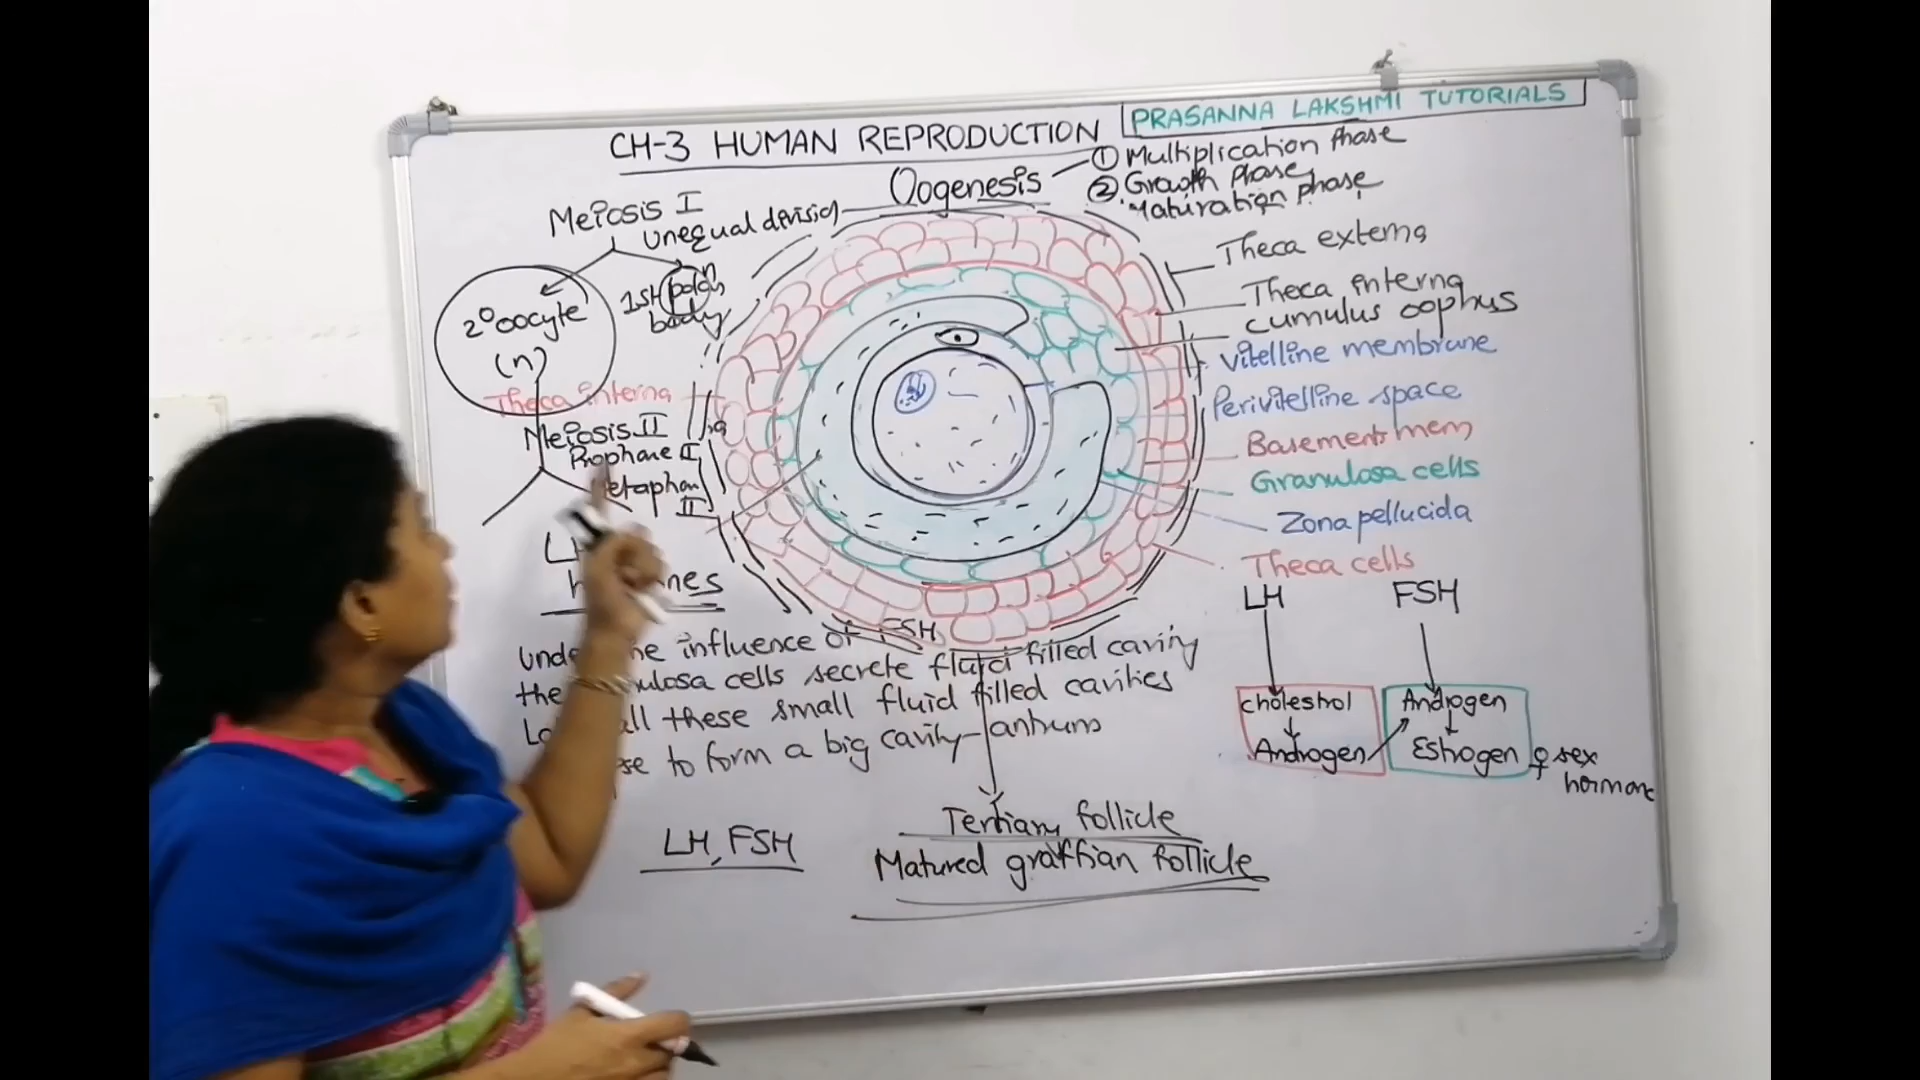 PRASANNA LAKSHMI TUTORIALS
CH-3 HUMAN REPRODUCTION
Oogenesis
① Multiplication phase
② Growth phase
Maturation phase
Meiosis I
unequal division
2° oocyte
(n)
1st polar
body
Theca interna
Meiosis II
Prophase II
II
LH
Theca externa
Theca interna
cumulus oophus
Vitelline membrane
Perivitelline space
Basements mem
Granulosa cells
Zona pellucida
Theca cells
influence of FSH
cells secrete fluid filled cavity
all these small fluid filled cavities
to form a big cavity- antrum
Tertiary follicle
Matured graffian follicle
LH, FSH
LH
FSH
cholestrol
Androgen
Androgen
Estrogen ♀ sex
hormone